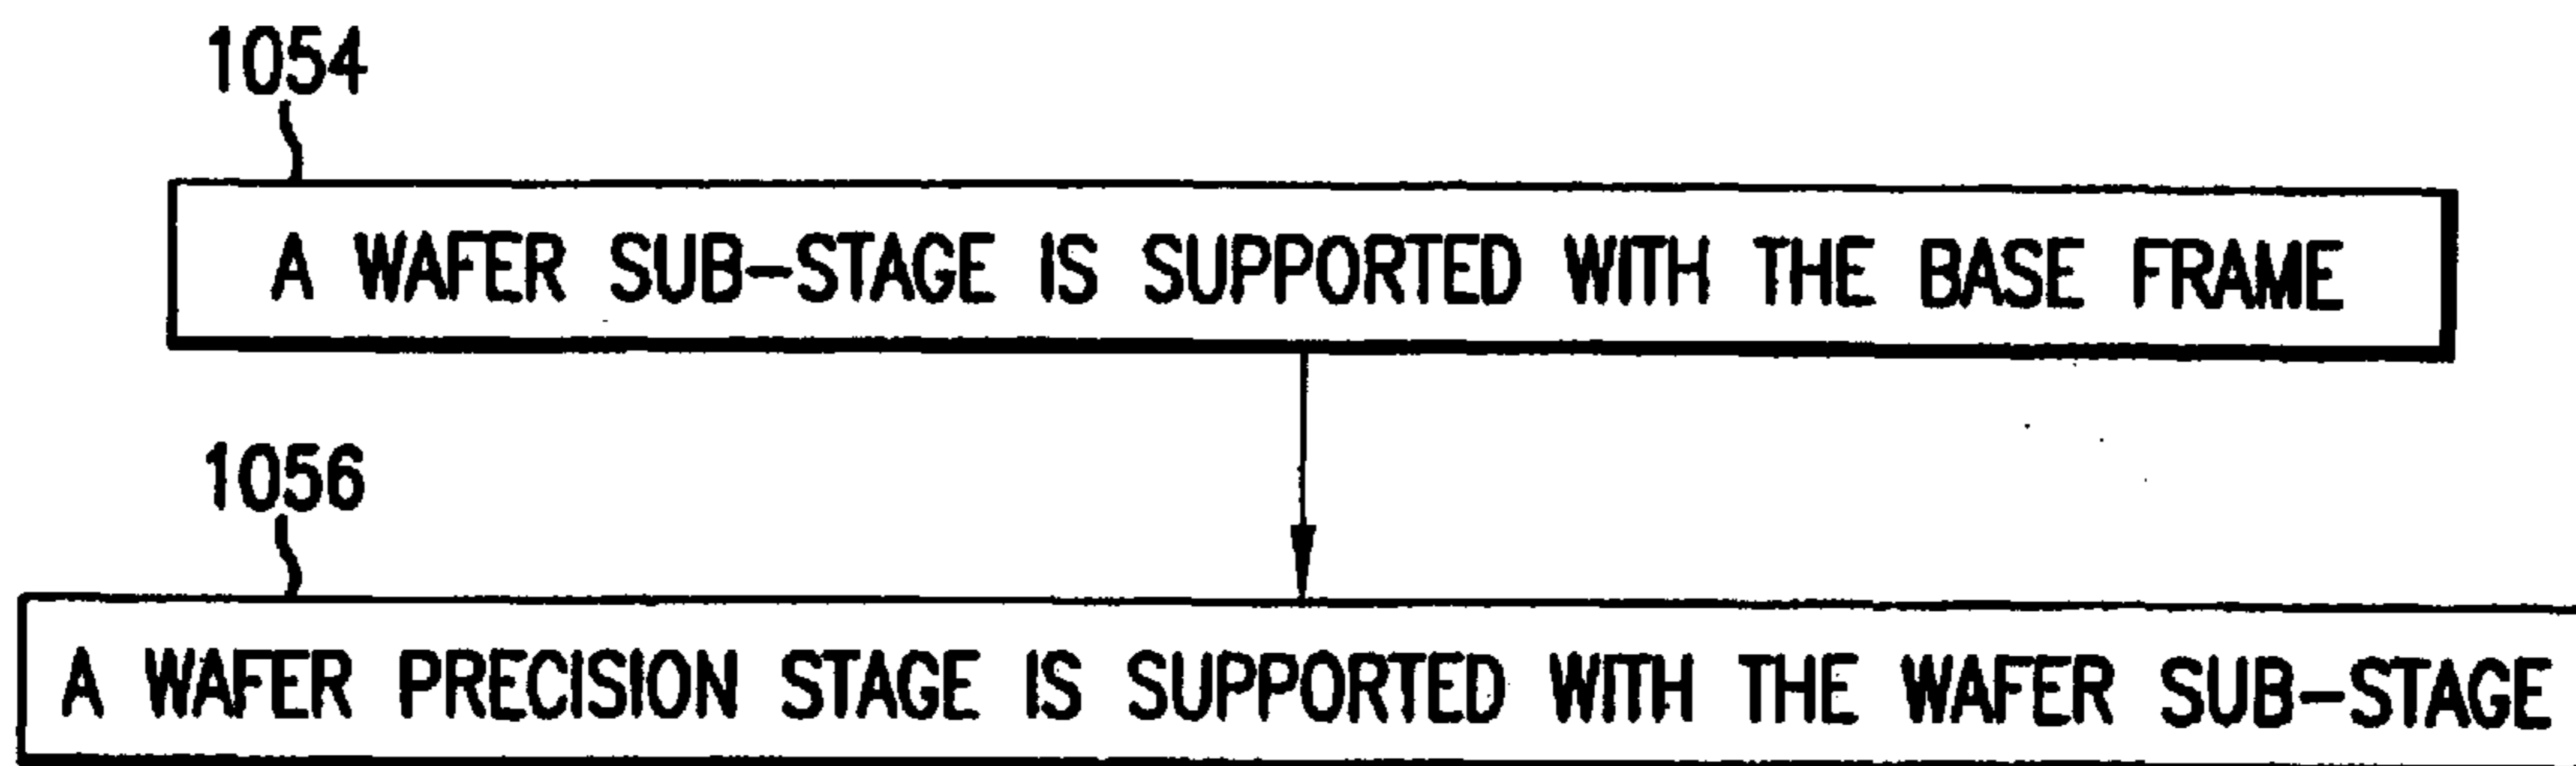 1054
A WAFER SUB-STAGE IS SUPPORTED WITH THE BASE FRAME
1056
A WAFER PRECISION STAGE IS SUPPORTED WITH THE WAFER SUB-STAGE